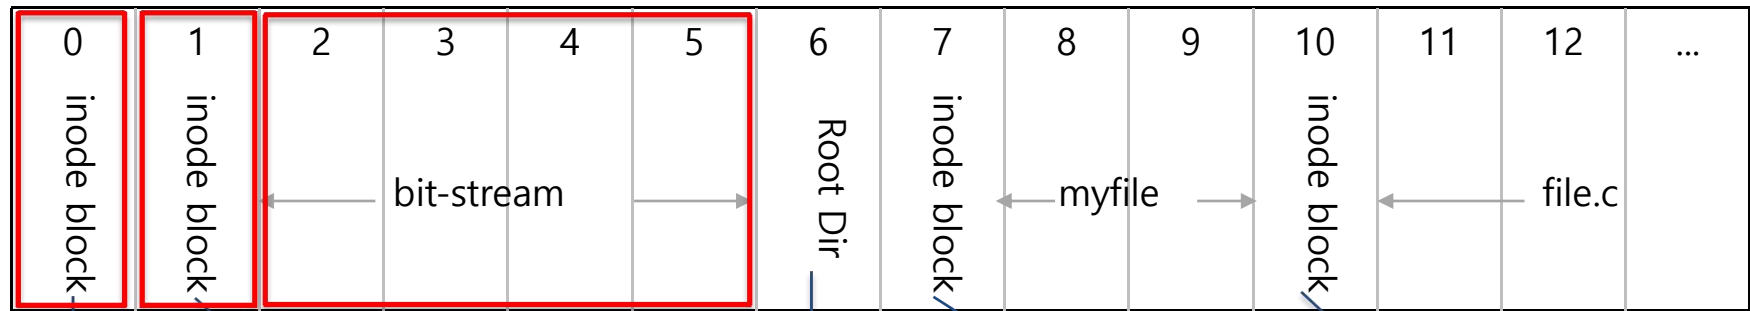 0 1 2 3 4 5 6 7 8 9 10 11 12 ...
inode block
inode block
bit-stream
Root Dir
inode block
myfile
inode block
file.c